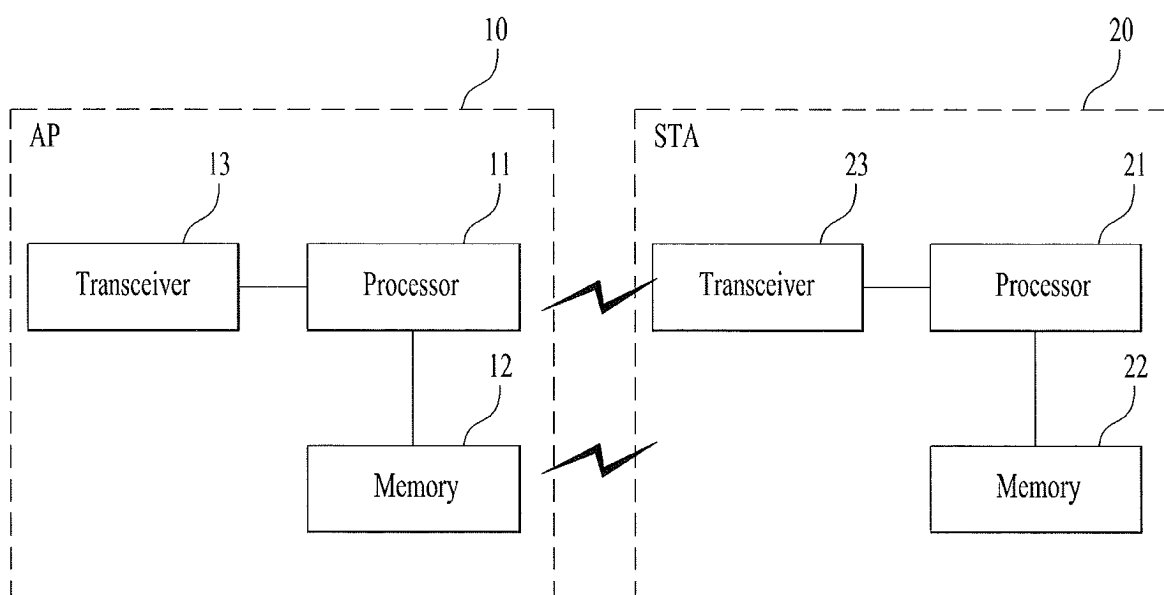 10
20
AP
STA
13
11
23
21
Transceiver
Processor
Transceiver
Processor
12
22
Memory
Memory